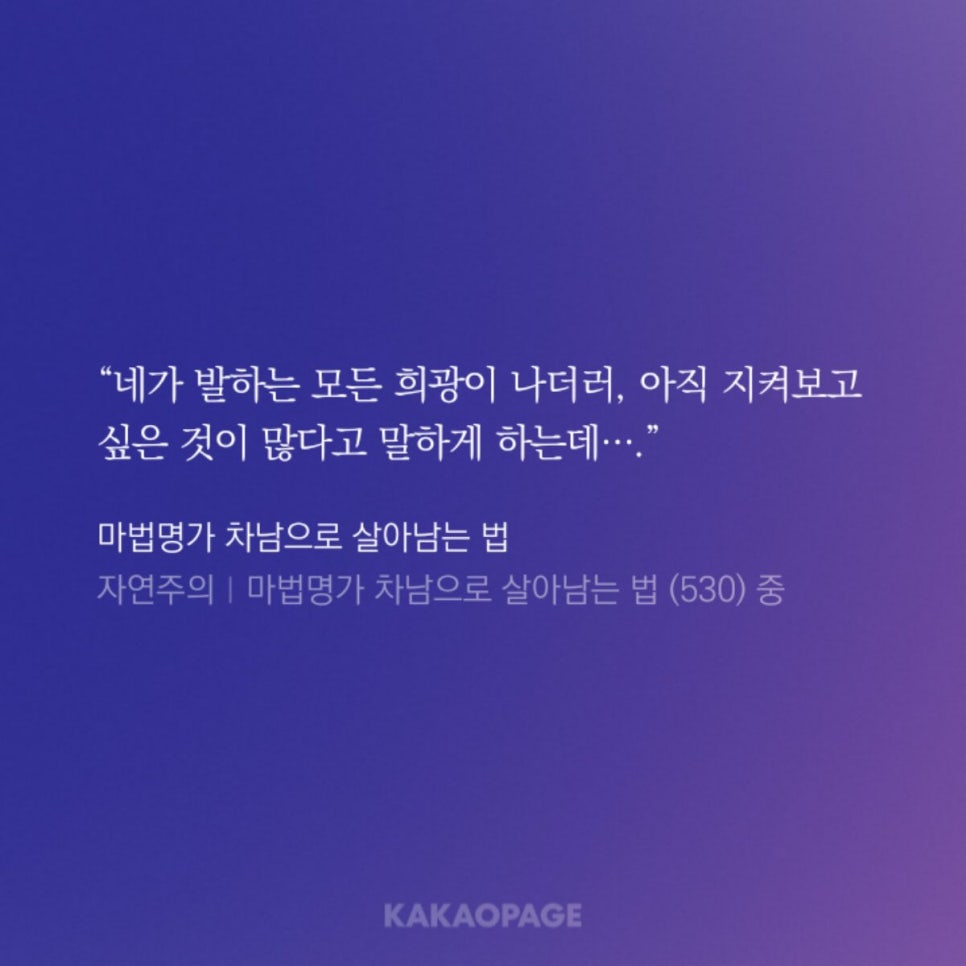 “네가 발하는 모든 희광이 나더러, 아직 지켜보고
싶은 것이 많다고 말하게 하는데….”
마법명가 차남으로 살아남는 법
자연주의 | 마법명가 차남으로 살아남는 법 (530) 중
KAKAOPAGE